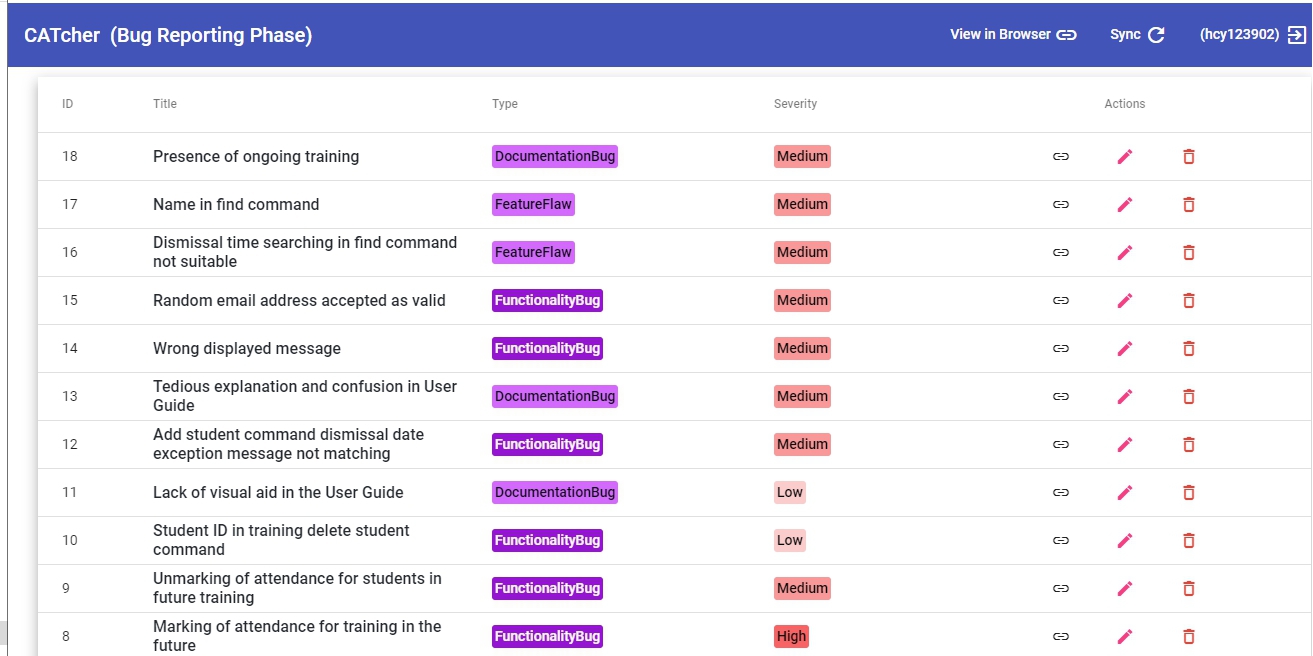 CATcher (Bug Reporting Phase) View in Browser Sync (hcy123902)
ID Title Type Severity Actions
18 Presence of ongoing training DocumentationBug Medium
17 Name in find command FeatureFlaw Medium
16 Dismissal time searching in find command FeatureFlaw Medium
not suitable
15 Random email address accepted as valid FunctionalityBug Medium
14 Wrong displayed message FunctionalityBug Medium
13 Tedious explanation and confusion in User DocumentationBug Medium
Guide
12 Add student command dismissal date FunctionalityBug Medium
exception message not matching
11 Lack of visual aid in the User Guide DocumentationBug Low
10 Student ID in training delete student FunctionalityBug Low
command
9 Unmarking of attendance for students in FunctionalityBug Medium
future training
8 Marking of attendance for training in the FunctionalityBug High
future